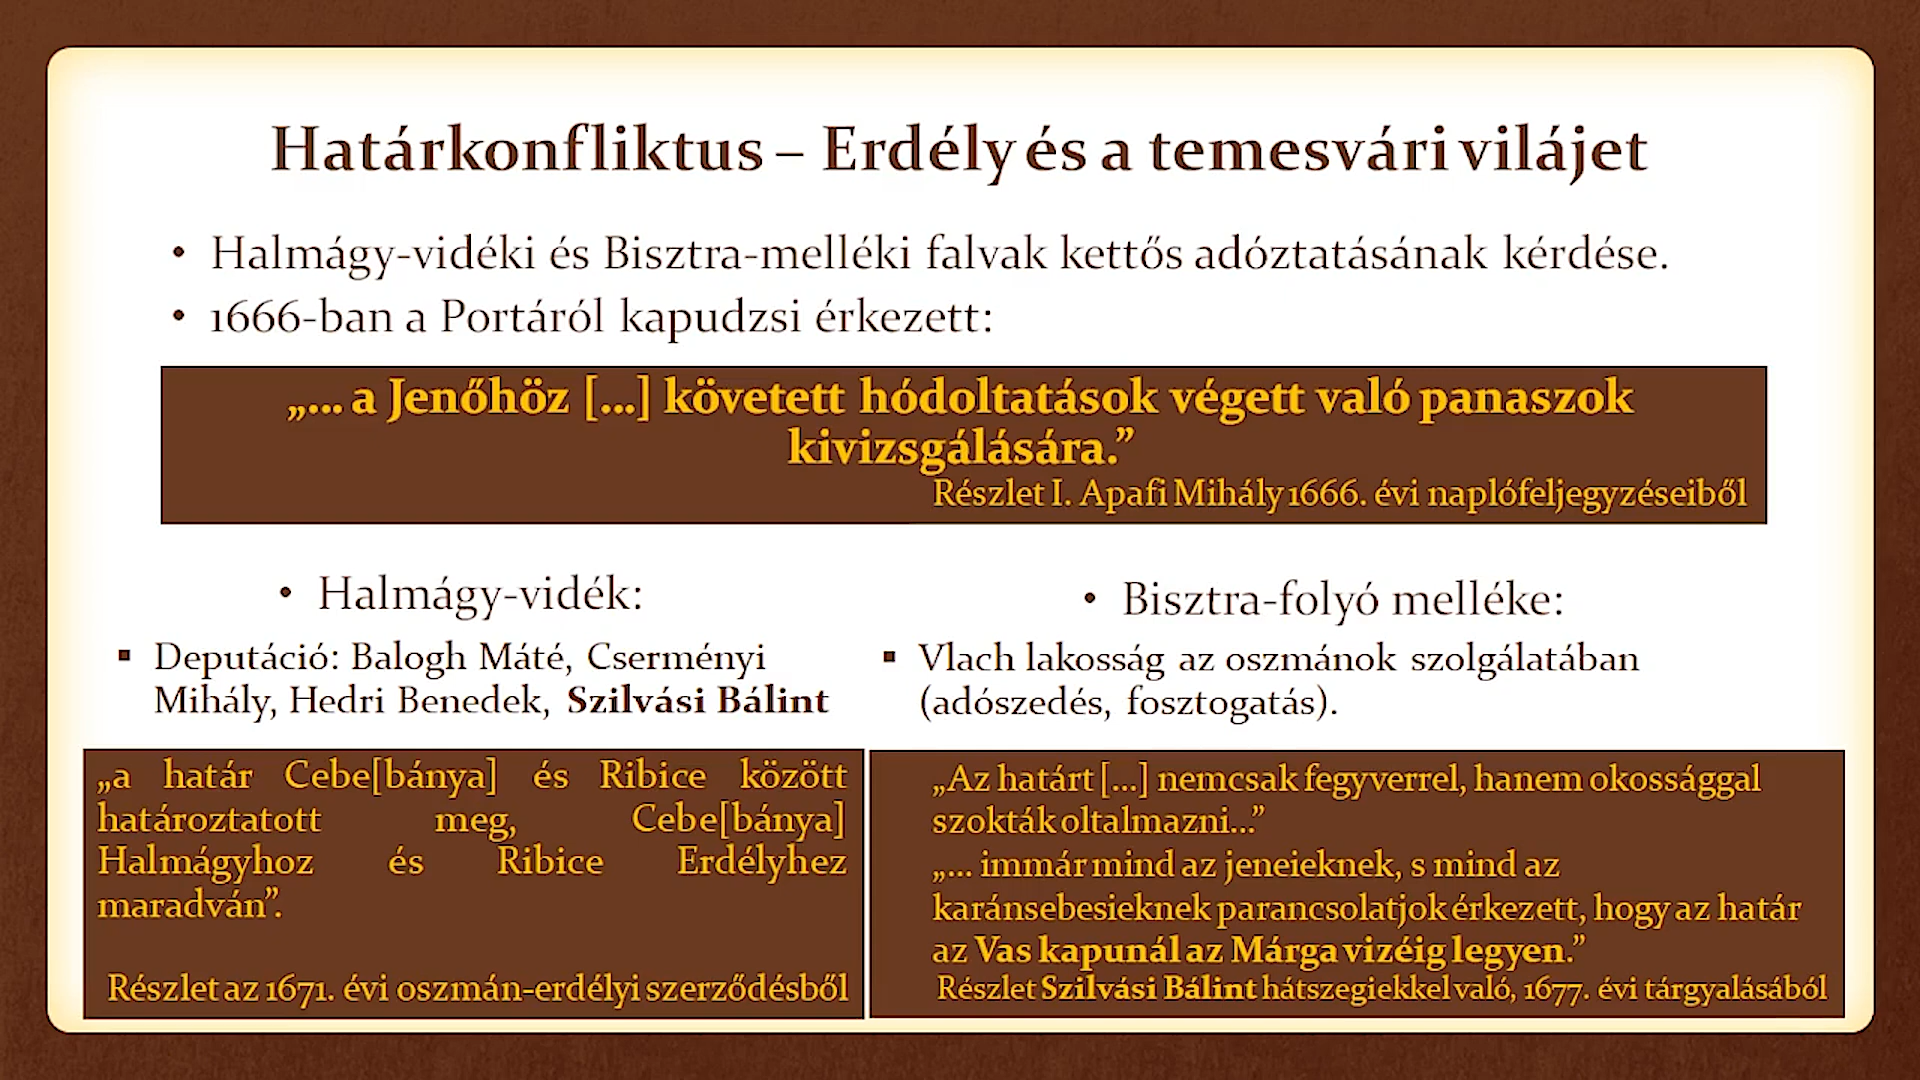 Határkonfliktus – Erdély és a temesvári vilájet
• Halmágy-vidéki és Bisztra-melléki falvak kettős adóztatásának kérdése.
• 1666-ban a Portáról kapudzsi érkezett:
„... a Jenőhöz [...] követett hódoltatások végett való panaszok
kivizsgálására.”
Részlet I. Apafi Mihály 1666. évi naplófeljegyzéseiből
• Halmágy-vidék:
▪ Deputáció: Balogh Máté, Cserményi
Mihály, Hedri Benedek, Szilvási Bálint
„a határ Cebe[bánya] és Ribice között
határoztatott meg, Cebe[bánya]
Halmágyhoz és Ribice Erdélyhez
maradván”.
Részlet az 1671. évi oszmán-erdélyi szerződésből
• Bisztra-folyó melléke:
▪ Vlach lakosság az oszmánok szolgálatában
(adószedés, fosztogatás).
„Az határt [...] nemcsak fegyverrel, hanem okossággal
szokták oltalmazni...”
„... immár mind az jeneieknek, s mind az
karánsebesieknek parancsolatjok érkezett, hogy az határ
az Vas kapunál az Márga vizéig legyen.”
Részlet Szilvási Bálint hátszegiekkel való, 1677. évi tárgyalásából